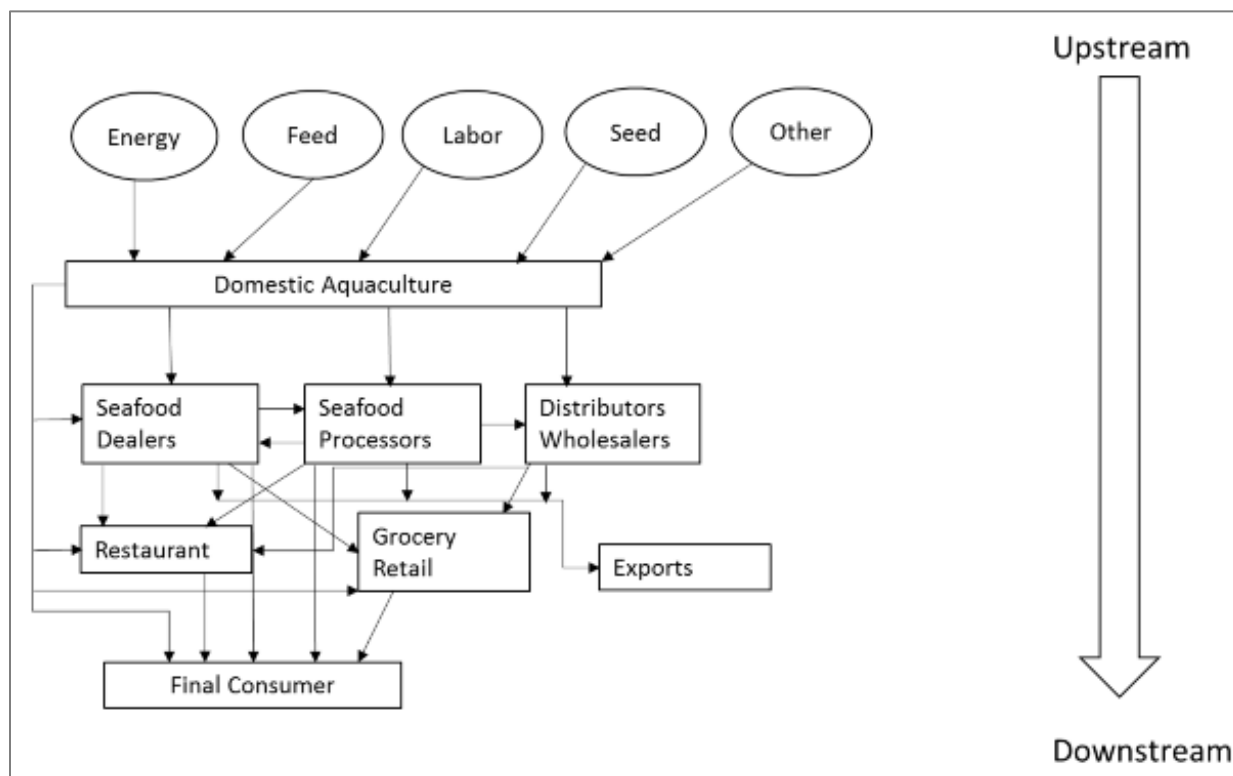 Upstream
Energy
Feed
Labor
Seed
Other
Domestic Aquaculture
Seafood
Dealers
Seafood
Processors
Distributors
Wholesalers
Restaurant
Grocery
Retail
Exports
Final Consumer
Downstream